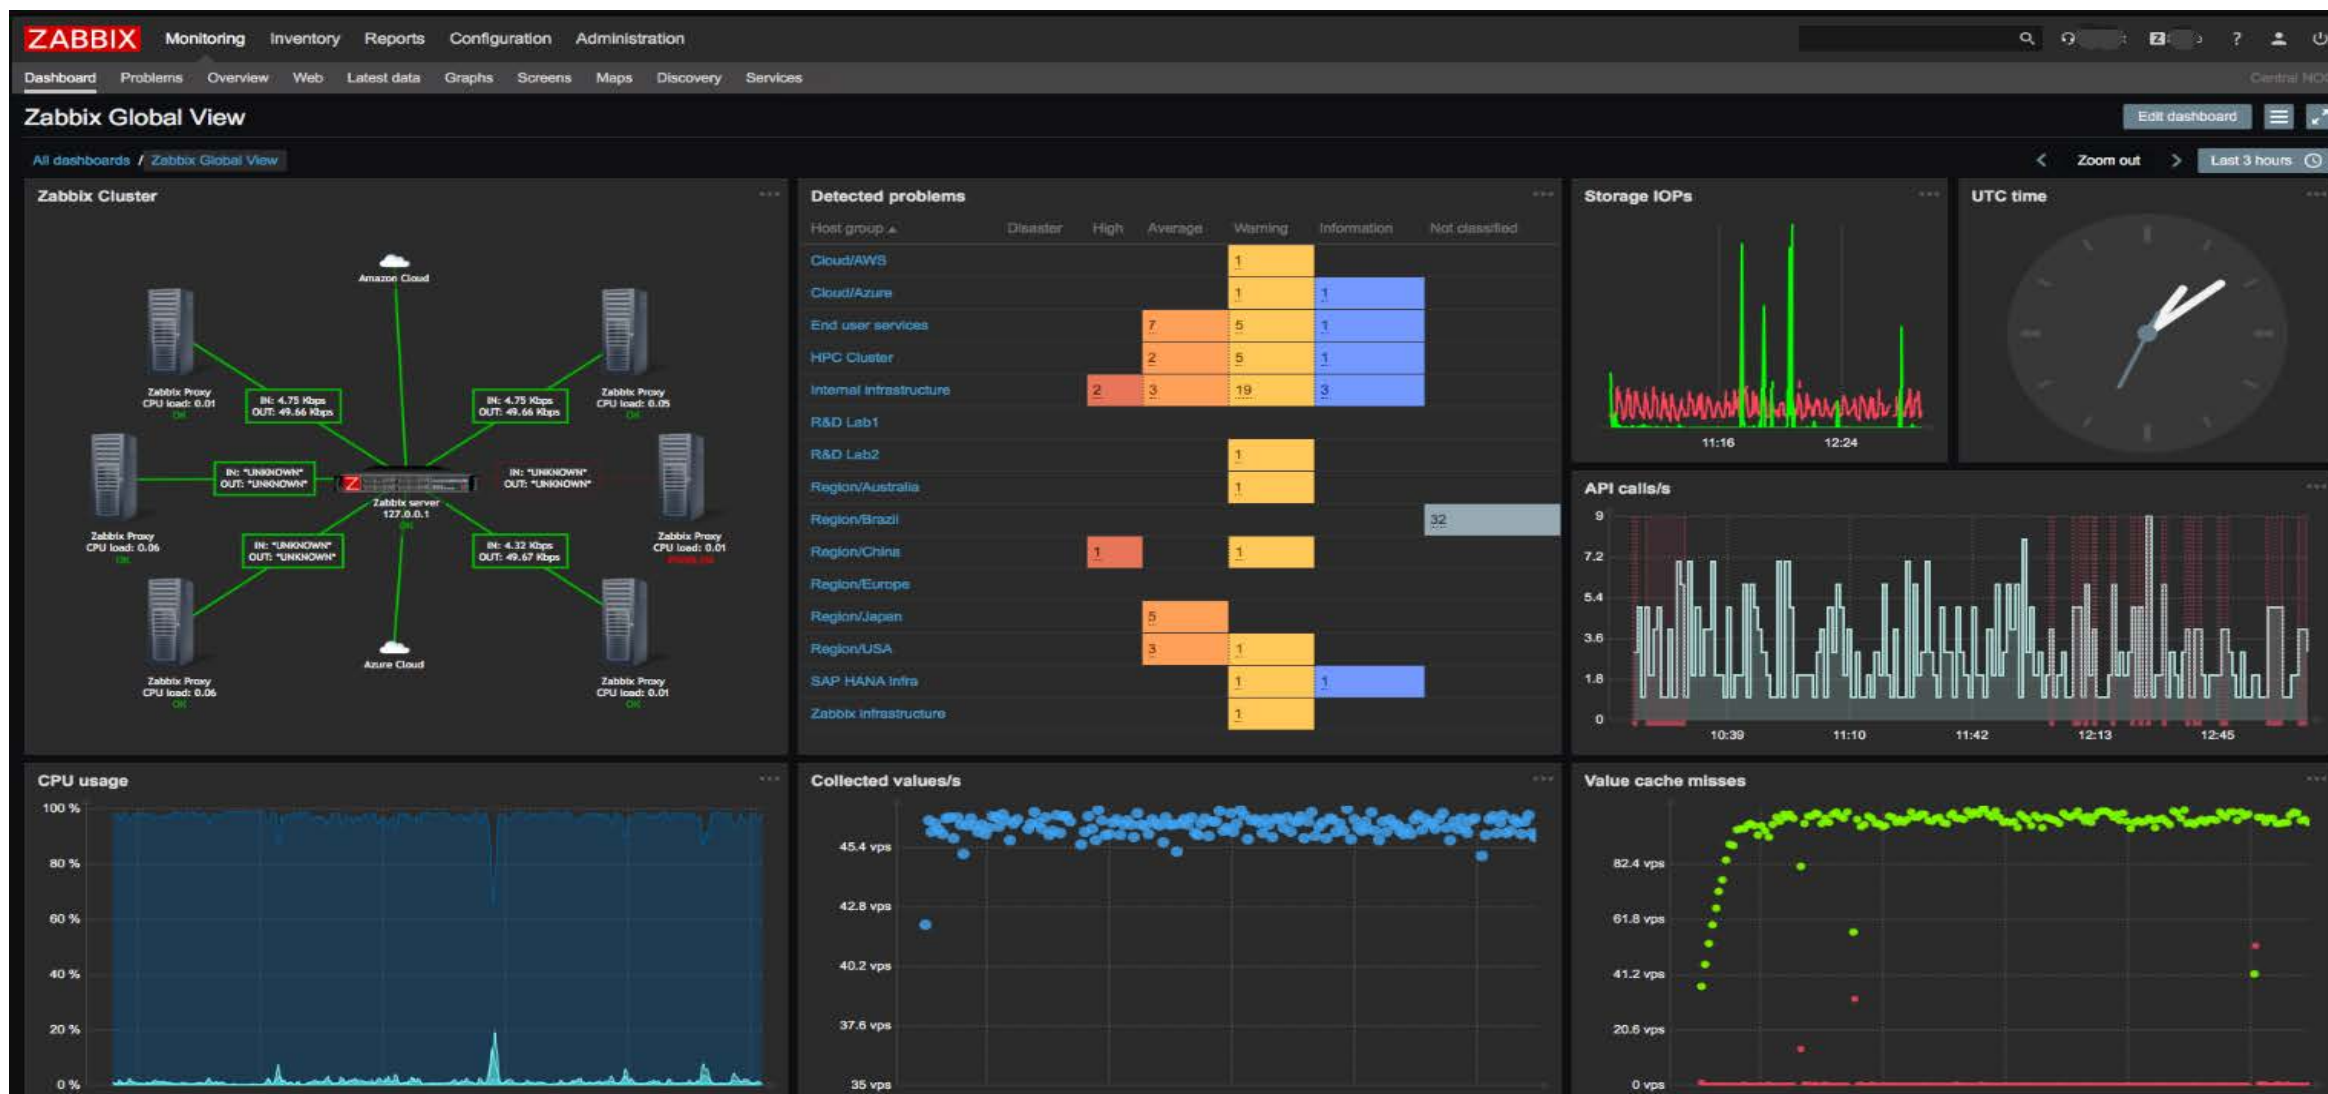 ZABBIX Monitoring Inventory Reports Configuration Administration Z ?
Dashboard Problems Overview Web Latest data Graphs Screens Maps Discovery Services Central
Zabbix Global View Edit dashboard
All dashboards / Zabbix Global View Zoom out Last 3 hours
Zabbix Cluster
Amazon Cloud
Zabbix Proxy
CPU load: 0.01
OK
IN: 4.75 Kbps
OUT: 49.66 Kbps
IN: 4.75 Kbps
OUT: 49.66 Kbps
Zabbix Proxy
CPU load: 0.05
OK
IN: *UNKNOWN*
OUT: *UNKNOWN*
Z
Zabbix server
127.0.0.1
OK
IN: *UNKNOWN*
OUT: *UNKNOWN*
Zabbix Proxy
CPU load: 0.06
OK
IN: *UNKNOWN*
OUT: *UNKNOWN*
IN: 4.32 Kbps
OUT: 49.67 Kbps
Zabbix Proxy
CPU load: 0.01
Zabbix Proxy
CPU load: 0.06
OK
Azure Cloud
Zabbix Proxy
CPU load: 0.01
OK
Detected problems
Host group Disaster High Average Warning Information Not classified
Cloud/AWS 1
Cloud/Azure 1 1
End user services 7 5 1
HPC Cluster 2 5 1
Internal infrastructure 2 3 19 3
R&D Lab1
R&D Lab2 1
Region/Australia 1
Region/Brazil 32
Region/China 1 1
Region/Europe
Region/Japan 5
Region/USA 3 1
SAP HANA Infra 1 1
Zabbix infrastructure 1
Storage IOPs
11:16 12:24
UTC time
API calls/s
9
7.2
5.4
3.6
1.8
0
10:39 11:10 11:42 12:13 12:45
CPU usage
100 %
80 %
60 %
40 %
20 %
0 %
Collected values/s
45.4 vps
42.8 vps
40.2 vps
37.6 vps
35 vps
Value cache misses
82.4 vps
61.8 vps
41.2 vps
20.6 vps
0 vps